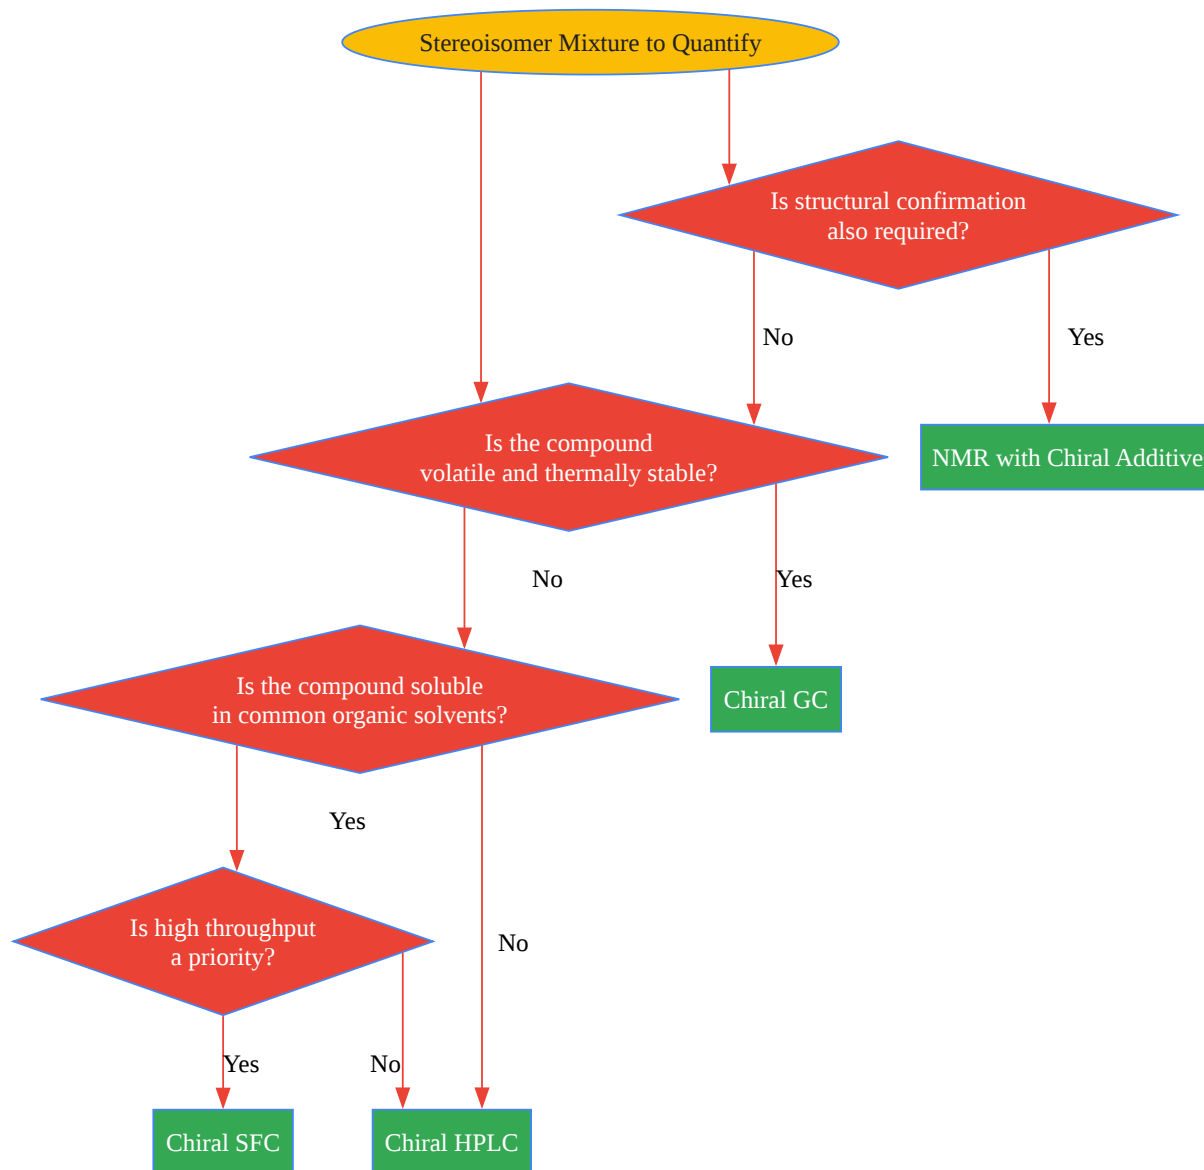 Stereoisomer Mixture to Quantify
Is structural confirmation
also required?
No
Yes
Is the compound
volatile and thermally stable?
NMR with Chiral Additive
No
Yes
Is the compound soluble
in common organic solvents?
Chiral GC
Yes
Is high throughput
a priority?
No
Yes
No
Chiral SFC
Chiral HPLC